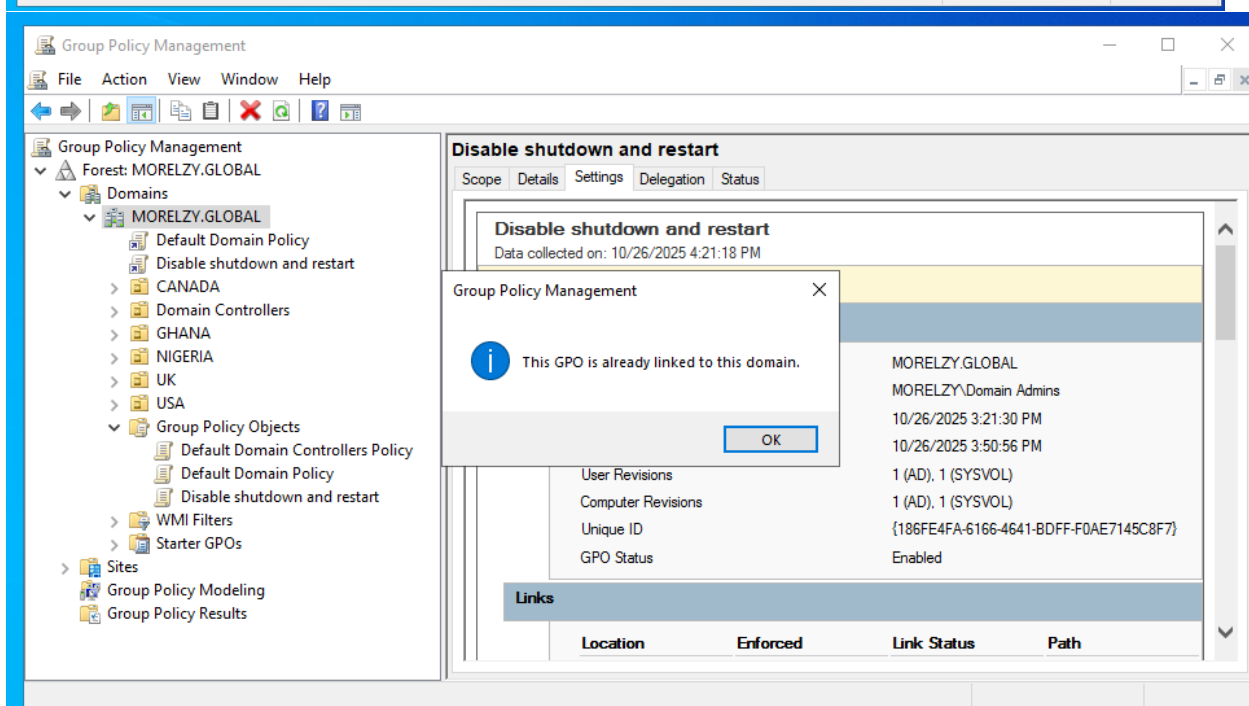 Group Policy Management
File Action View Window Help
Group Policy Management
Forest: MORELZY.GLOBAL
Domains
MORELZY.GLOBAL
Default Domain Policy
Disable shutdown and restart
CANADA
Domain Controllers
GHANA
NIGERIA
UK
USA
Group Policy Objects
Default Domain Controllers Policy
Default Domain Policy
Disable shutdown and restart
WMI Filters
Starter GPOs
Sites
Group Policy Modeling
Group Policy Results
Disable shutdown and restart
Scope Details Settings Delegation Status
Disable shutdown and restart
Data collected on: 10/26/2025 4:21:18 PM
Group Policy Management
This GPO is already linked to this domain.
OK
MORELZY.GLOBAL
MORELZY\Domain Admins
10/26/2025 3:21:30 PM
10/26/2025 3:50:56 PM
User Revisions 1 (AD), 1 (SYSVOL)
Computer Revisions 1 (AD), 1 (SYSVOL)
Unique ID {186FE4FA-6166-4641-BDFF-F0AE7145C8F7}
GPO Status Enabled
Links
Location Enforced Link Status Path